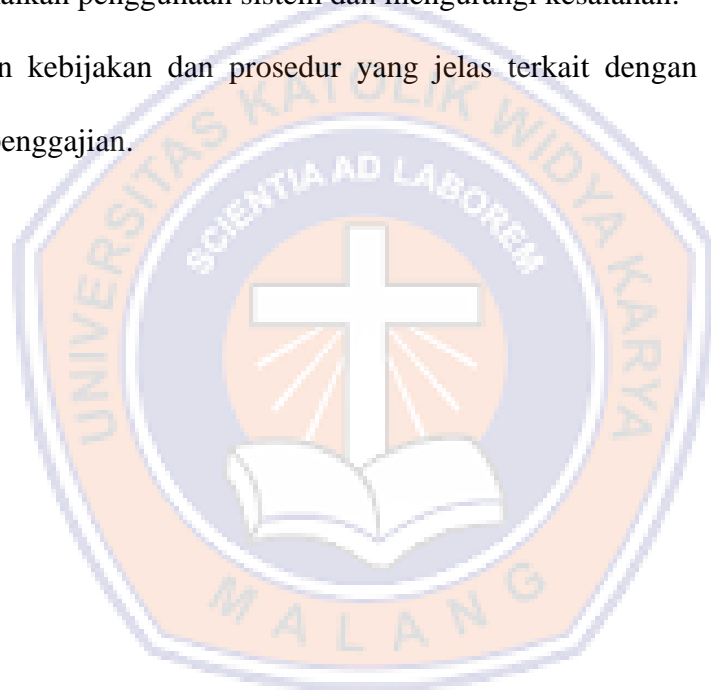 penggunaan sistem dan mengurangi kesalahan.
kebijakan dan prosedur yang jelas terkait dengan
penggajian.
UNIVERSITAS KATOLIK WIDYA KARYA
SCIENTIA AD LABOREM
MALANG